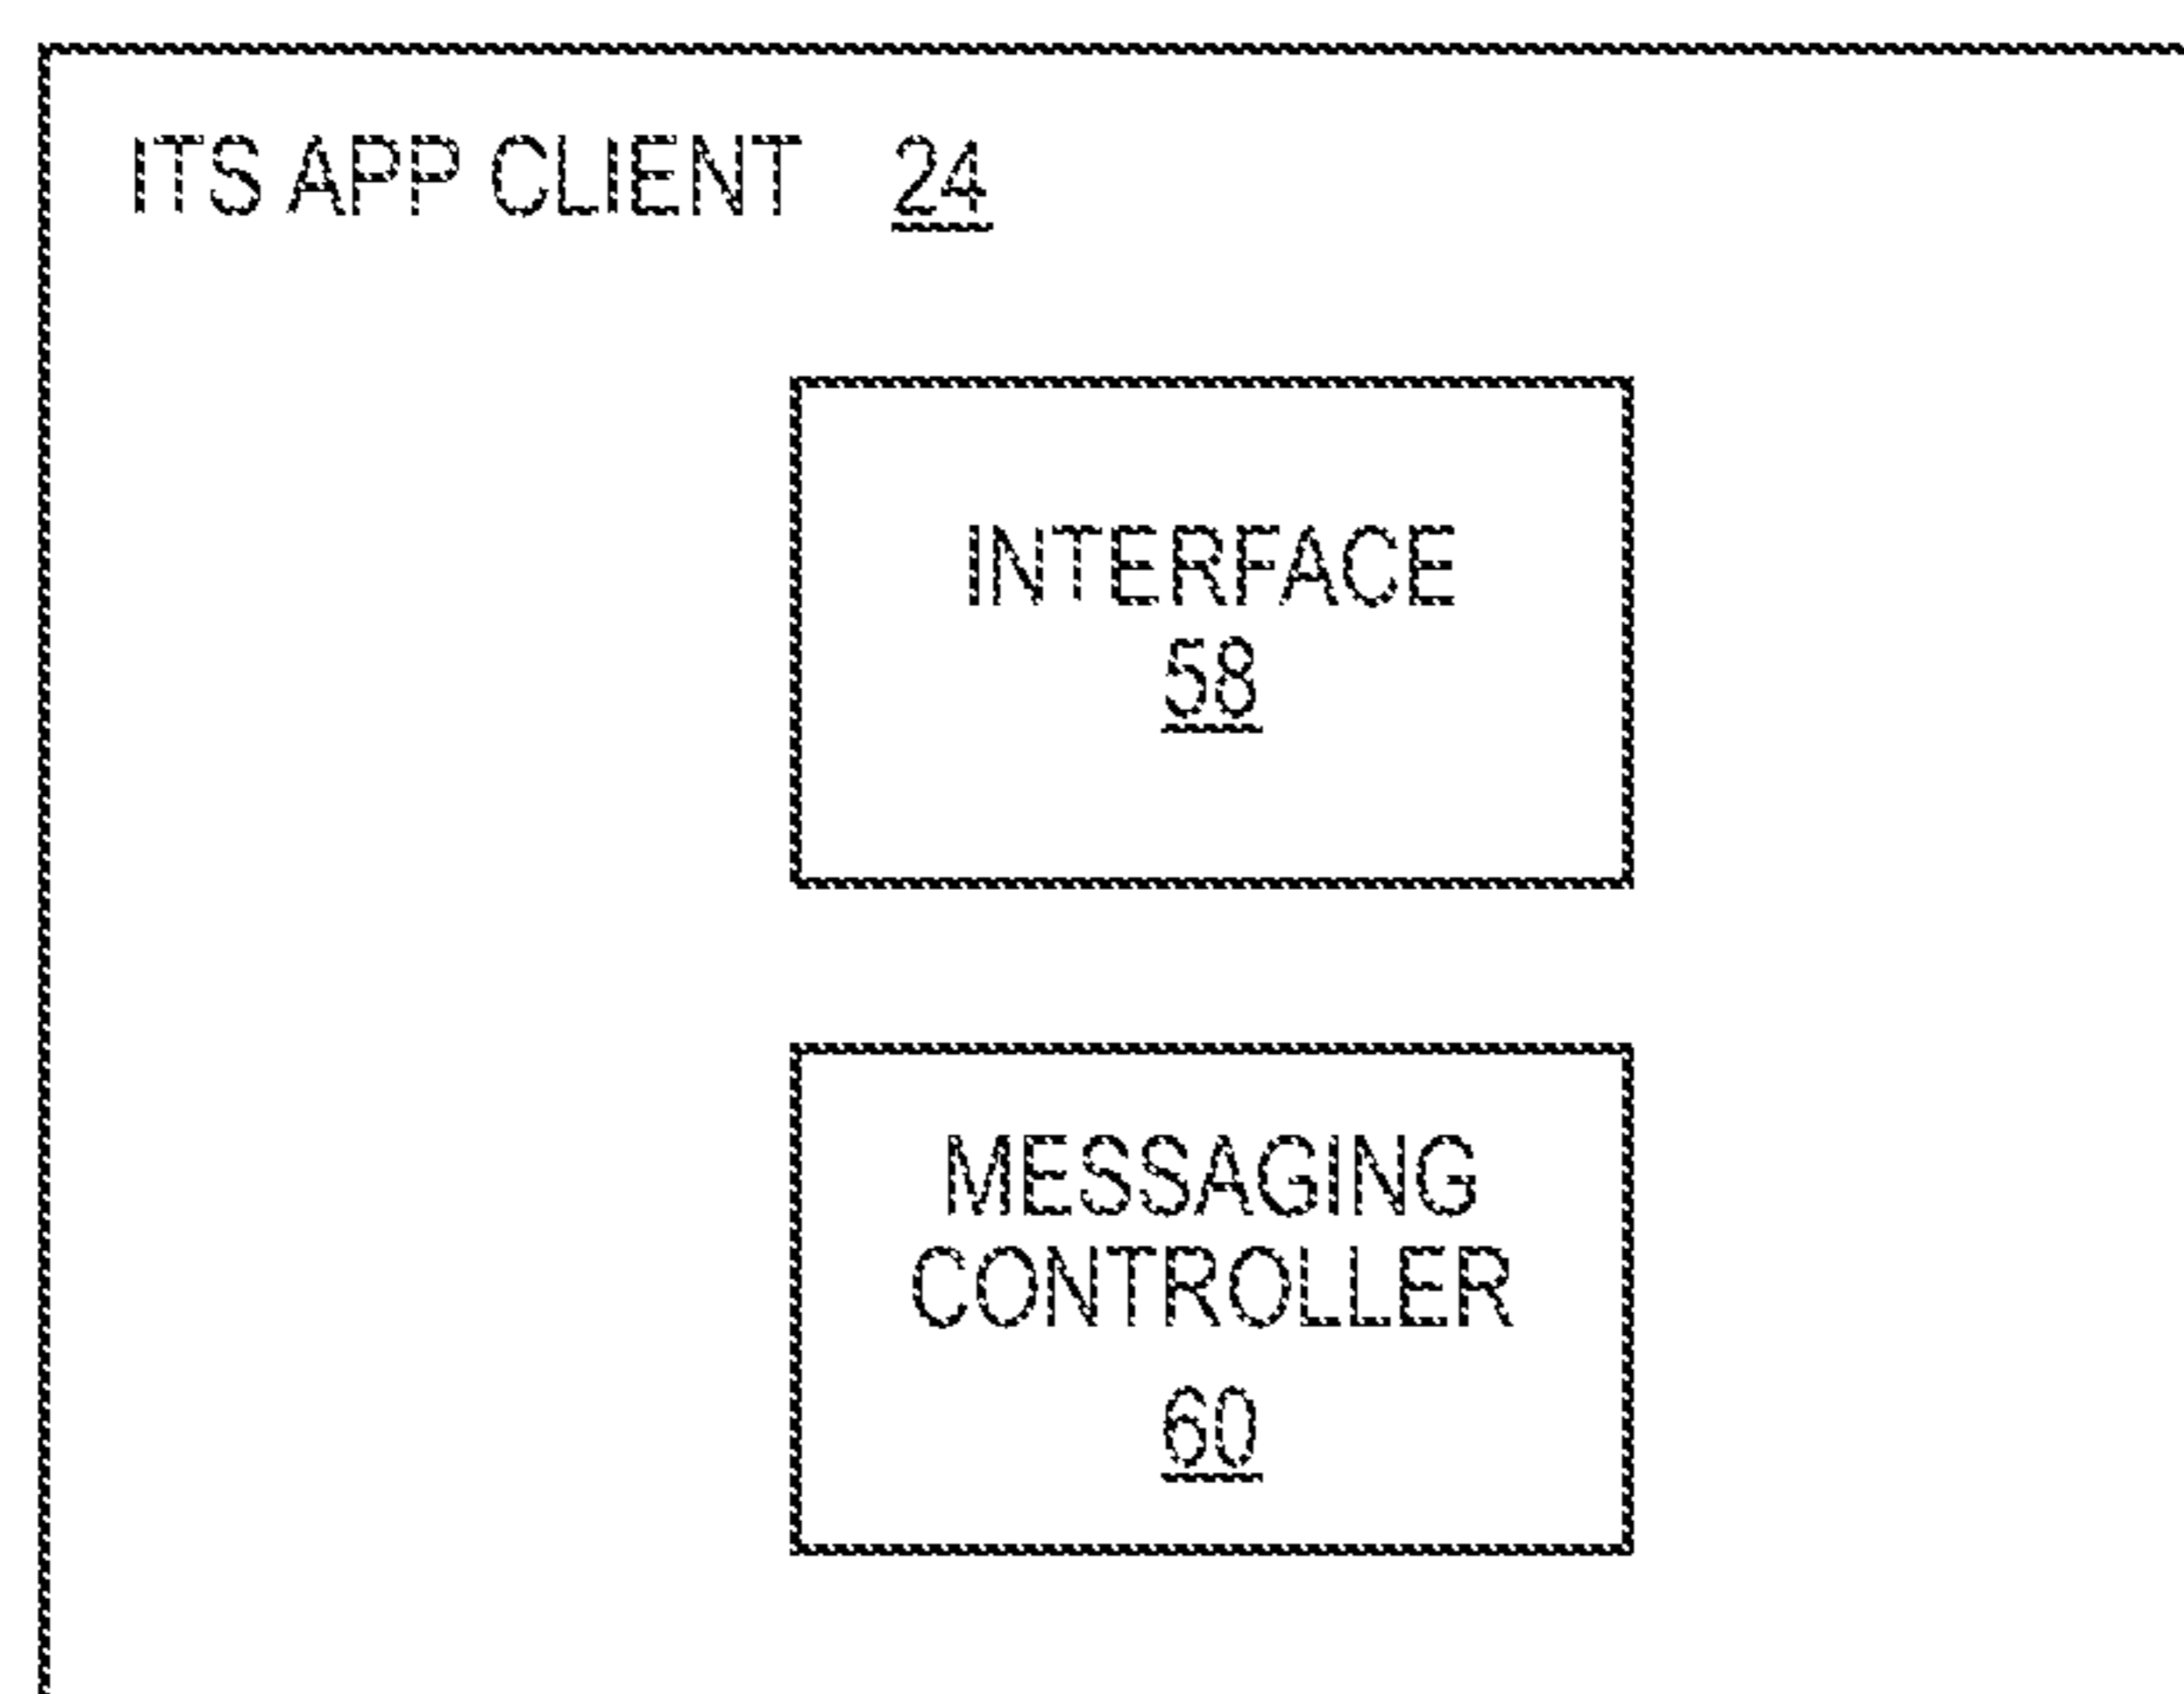 ITS APP CLIENT 24
INTERFACE
58
MESSAGING
CONTROLLER
60